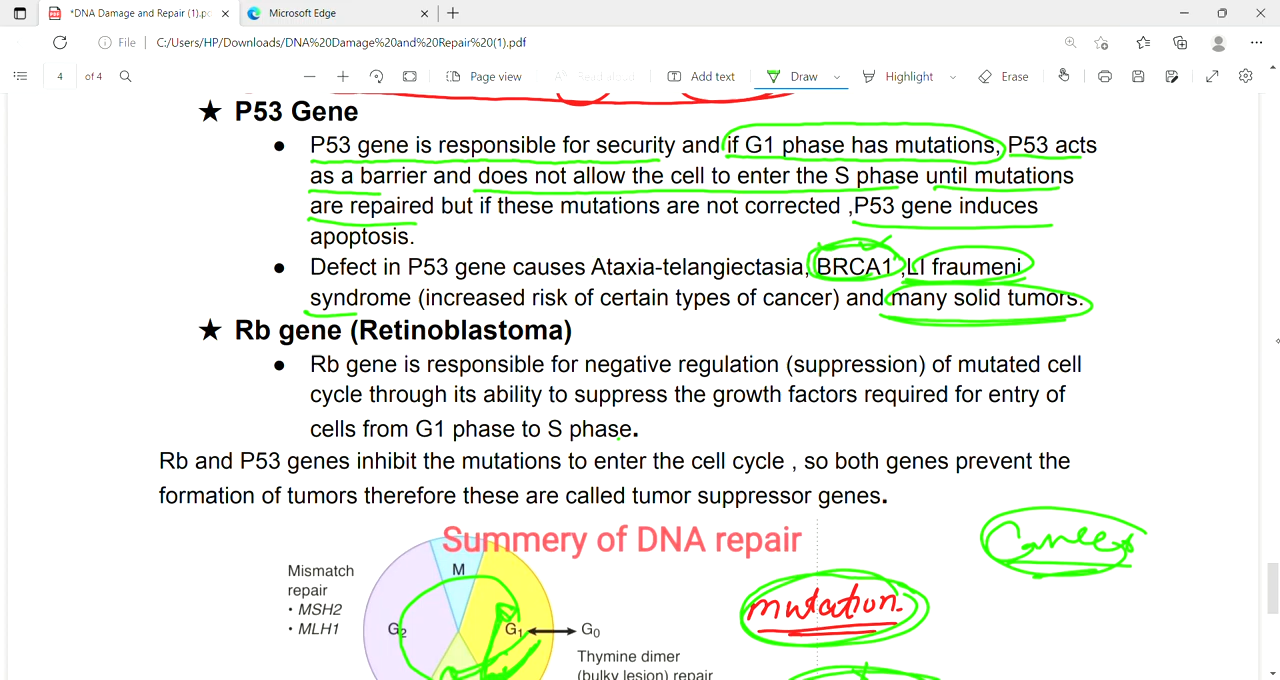 *DNA Damage and Repair (1).pd
Microsoft Edge
File
C:/Users/HP/Downloads/DNA%20Damage%20and%20Repair%20(1).pdf
4 of 4
Page view
Read aloud
Add text
Draw
Highlight
Erase
★ P53 Gene
● P53 gene is responsible for security and if G1 phase has mutations, P53 acts
as a barrier and does not allow the cell to enter the S phase until mutations
are repaired but if these mutations are not corrected ,P53 gene induces
apoptosis.
● Defect in P53 gene causes Ataxia-telangiectasia, BRCA1 ,LI fraumeni
syndrome (increased risk of certain types of cancer) and many solid tumors.
★ Rb gene (Retinoblastoma)
● Rb gene is responsible for negative regulation (suppression) of mutated cell
cycle through its ability to suppress the growth factors required for entry of
cells from G1 phase to S phase.
Rb and P53 genes inhibit the mutations to enter the cell cycle , so both genes prevent the
formation of tumors therefore these are called tumor suppressor genes.
Summery of DNA repair
Cancer
Mismatch
repair
• MSH2
• MLH1
M
G2
G1
G0
mutation.
Thymine dimer
(bulky lesion) repair